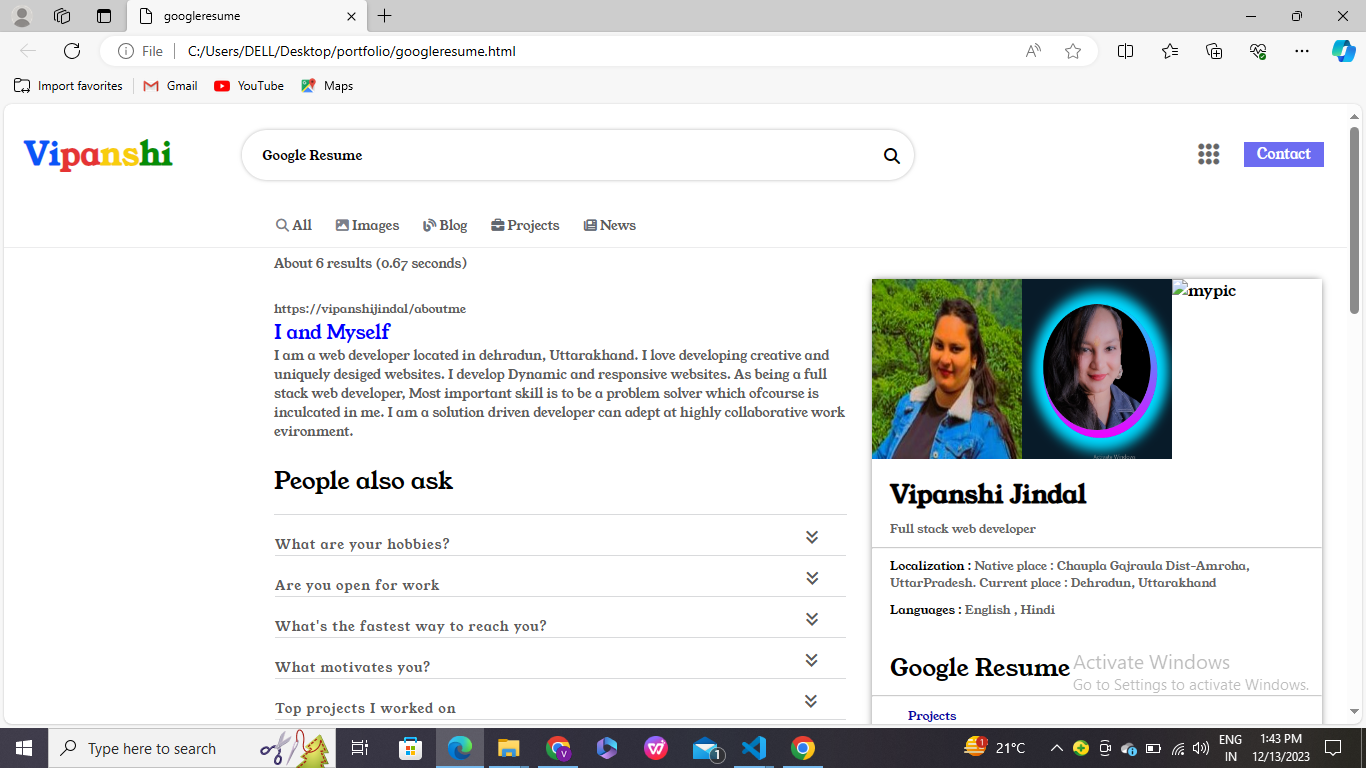 googleresume
File
C:/Users/DELL/Desktop/portfolio/googleresume.html
Import favorites
Gmail
YouTube
Maps
Vipanshi
Google Resume
Contact
All
Images
Blog
Projects
News
About 6 results (0.67 seconds)
https://vipanshijindal/aboutme
I and Myself
I am a web developer located in dehradun, Uttarakhand. I love developing creative and
uniquely desiged websites. I develop Dynamic and responsive websites. As being a full
stack web developer, Most important skill is to be a problem solver which ofcourse is
inculcated in me. I am a solution driven developer can adept at highly collaborative work
evironment.
People also ask
What are your hobbies?
Are you open for work
What's the fastest way to reach you?
What motivates you?
Top projects I worked on
mypic
Activate Windows
Vipanshi Jindal
Full stack web developer
Localization : Native place : Chaupla Gajraula Dist-Amroha,
UttarPradesh. Current place : Dehradun, Uttarakhand
Languages : English , Hindi
Google Resume
Activate Windows
Go to Settings to activate Windows.
Projects
Type here to search
V
1
1
21°C
ENG
IN
1:43 PM
12/13/2023